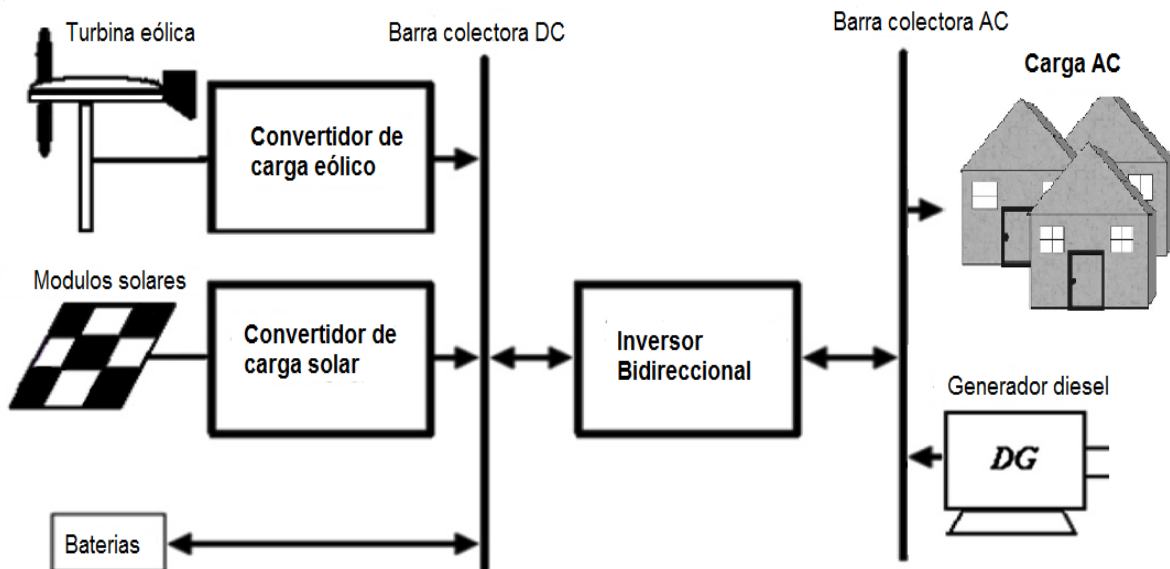 Turbina eólica
Barra colectora DC
Barra colectora AC
Carga AC
Convertidor de
carga eólico
Modulos solares
Convertidor de
carga solar
Inversor
Bidireccional
Generador diesel
DG
Baterias